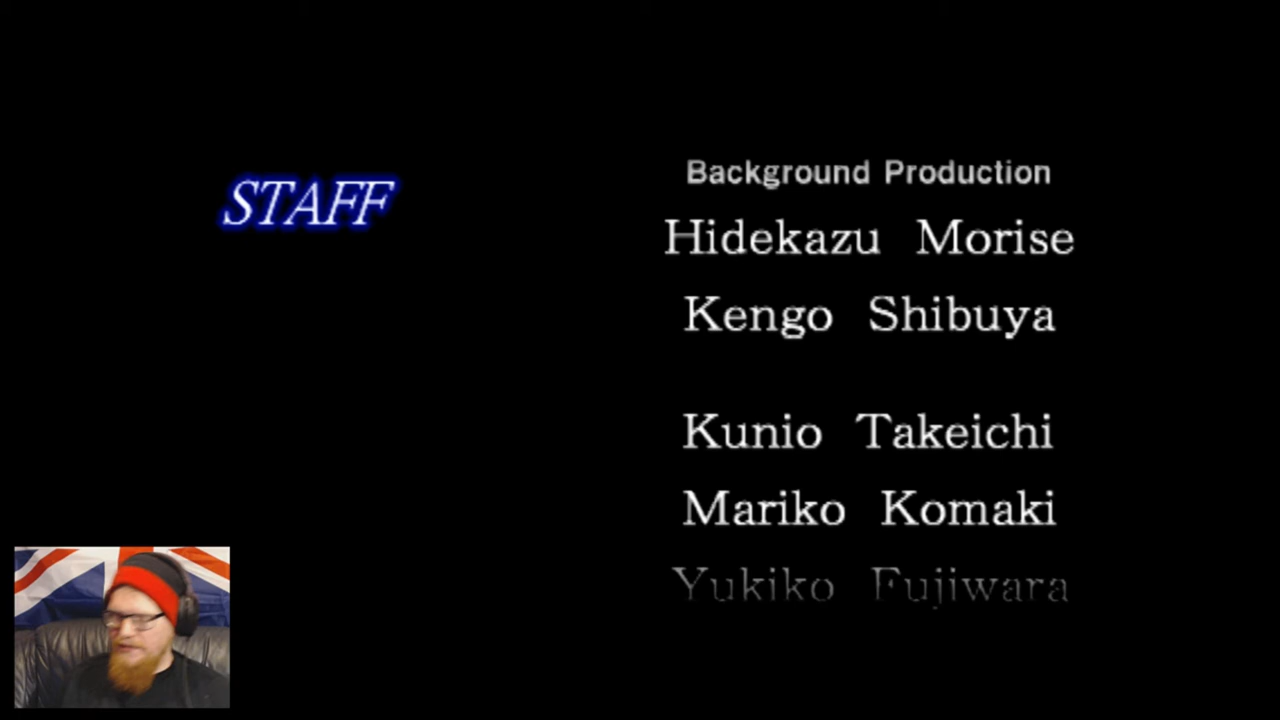 STAFF
Background Production
Hidekazu Morise
Kengo Shibuya
Kunio Takeichi
Mariko Komaki
Yukiko Fujiwara